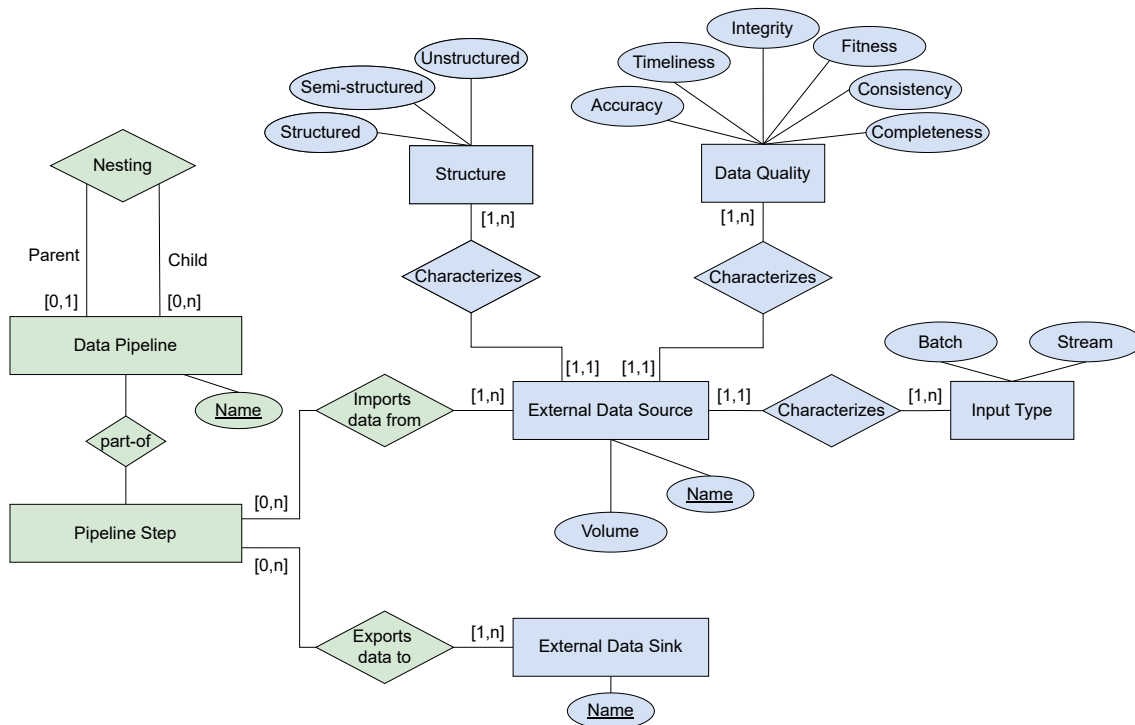 Integrity
Unstructured
Fitness
Timeliness
Semi-structured
Consistency
Accuracy
Structured
Completeness
Nesting
Structure
Data Quality
[1,n]
[1,n]
Parent
Child
Characterizes
Characterizes
[0,1]
[0,n]
Data Pipeline
Batch
Stream
[1,1]
[1,1]
Name
Imports
data from
[1,n]
External Data Source
[1,1]
Characterizes
[1,n]
Input Type
part-of
[0,n]
Name
Pipeline Step
Volume
[0,n]
Exports
data to
[1,n]
External Data Sink
Name